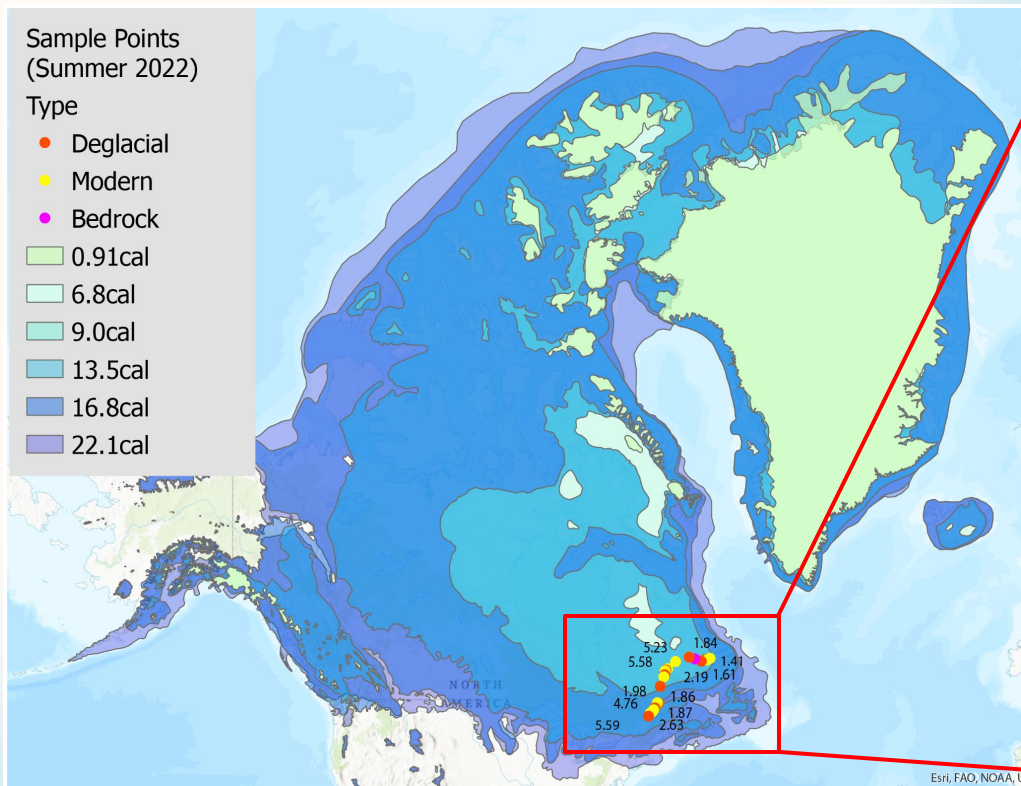 Sample Points
(Summer 2022)
Type
Deglacial
Modern
Bedrock
0.91cal
6.8cal
9.0cal
13.5cal
16.8cal
22.1cal
5.23
1.84
5.58
1.41
2.19
1.61
1.98
1.86
4.76
1.87
5.59
2.63
NORTH
AMERICA
Esri, FAO, NOAA, U